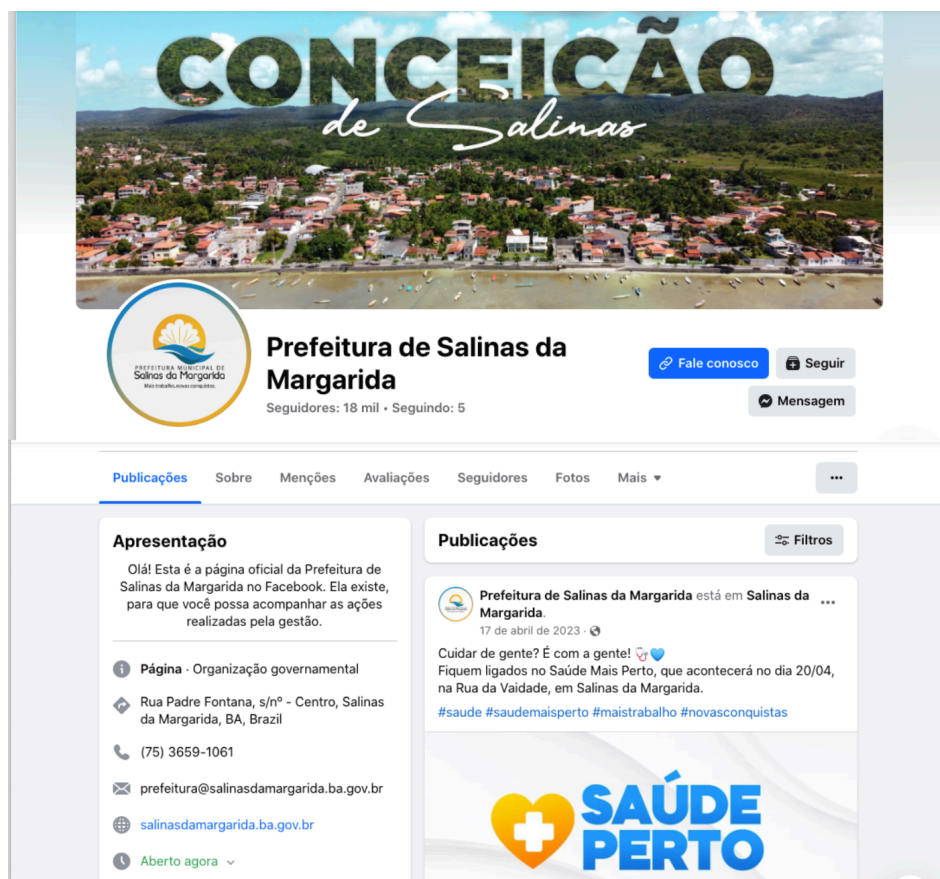 CONCEIÇÃO
de Salinas
PREFEITURA MUNICIPAL DE
Salinas da Margarida
Mais trabalho, novas conquistas.
Prefeitura de Salinas da
Margarida
Seguidores: 18 mil • Seguindo: 5
Fale conosco
Seguir
Mensagem
Publicações Sobre Menções Avaliações Seguidores Fotos Mais
Apresentação
Olá! Esta é a página oficial da Prefeitura de
Salinas da Margarida no Facebook. Ela existe,
para que você possa acompanhar as ações
realizadas pela gestão.
Página · Organização governamental
Rua Padre Fontana, s/nº - Centro, Salinas
da Margarida, BA, Brazil
(75) 3659-1061
prefeitura@salinasdamargarida.ba.gov.br
salinasdamargarida.ba.gov.br
Aberto agora
Publicações
Filtros
Prefeitura de Salinas da Margarida está em Salinas da
Margarida.
17 de abril de 2023 ·
Cuidar de gente? É com a gente! 🩺💙
Fiquem ligados no Saúde Mais Perto, que acontecerá no dia 20/04,
na Rua da Vaidade, em Salinas da Margarida.
#saude #saudemaisperto #maistrabalho #novasconquistas
SAÚDE
PERTO